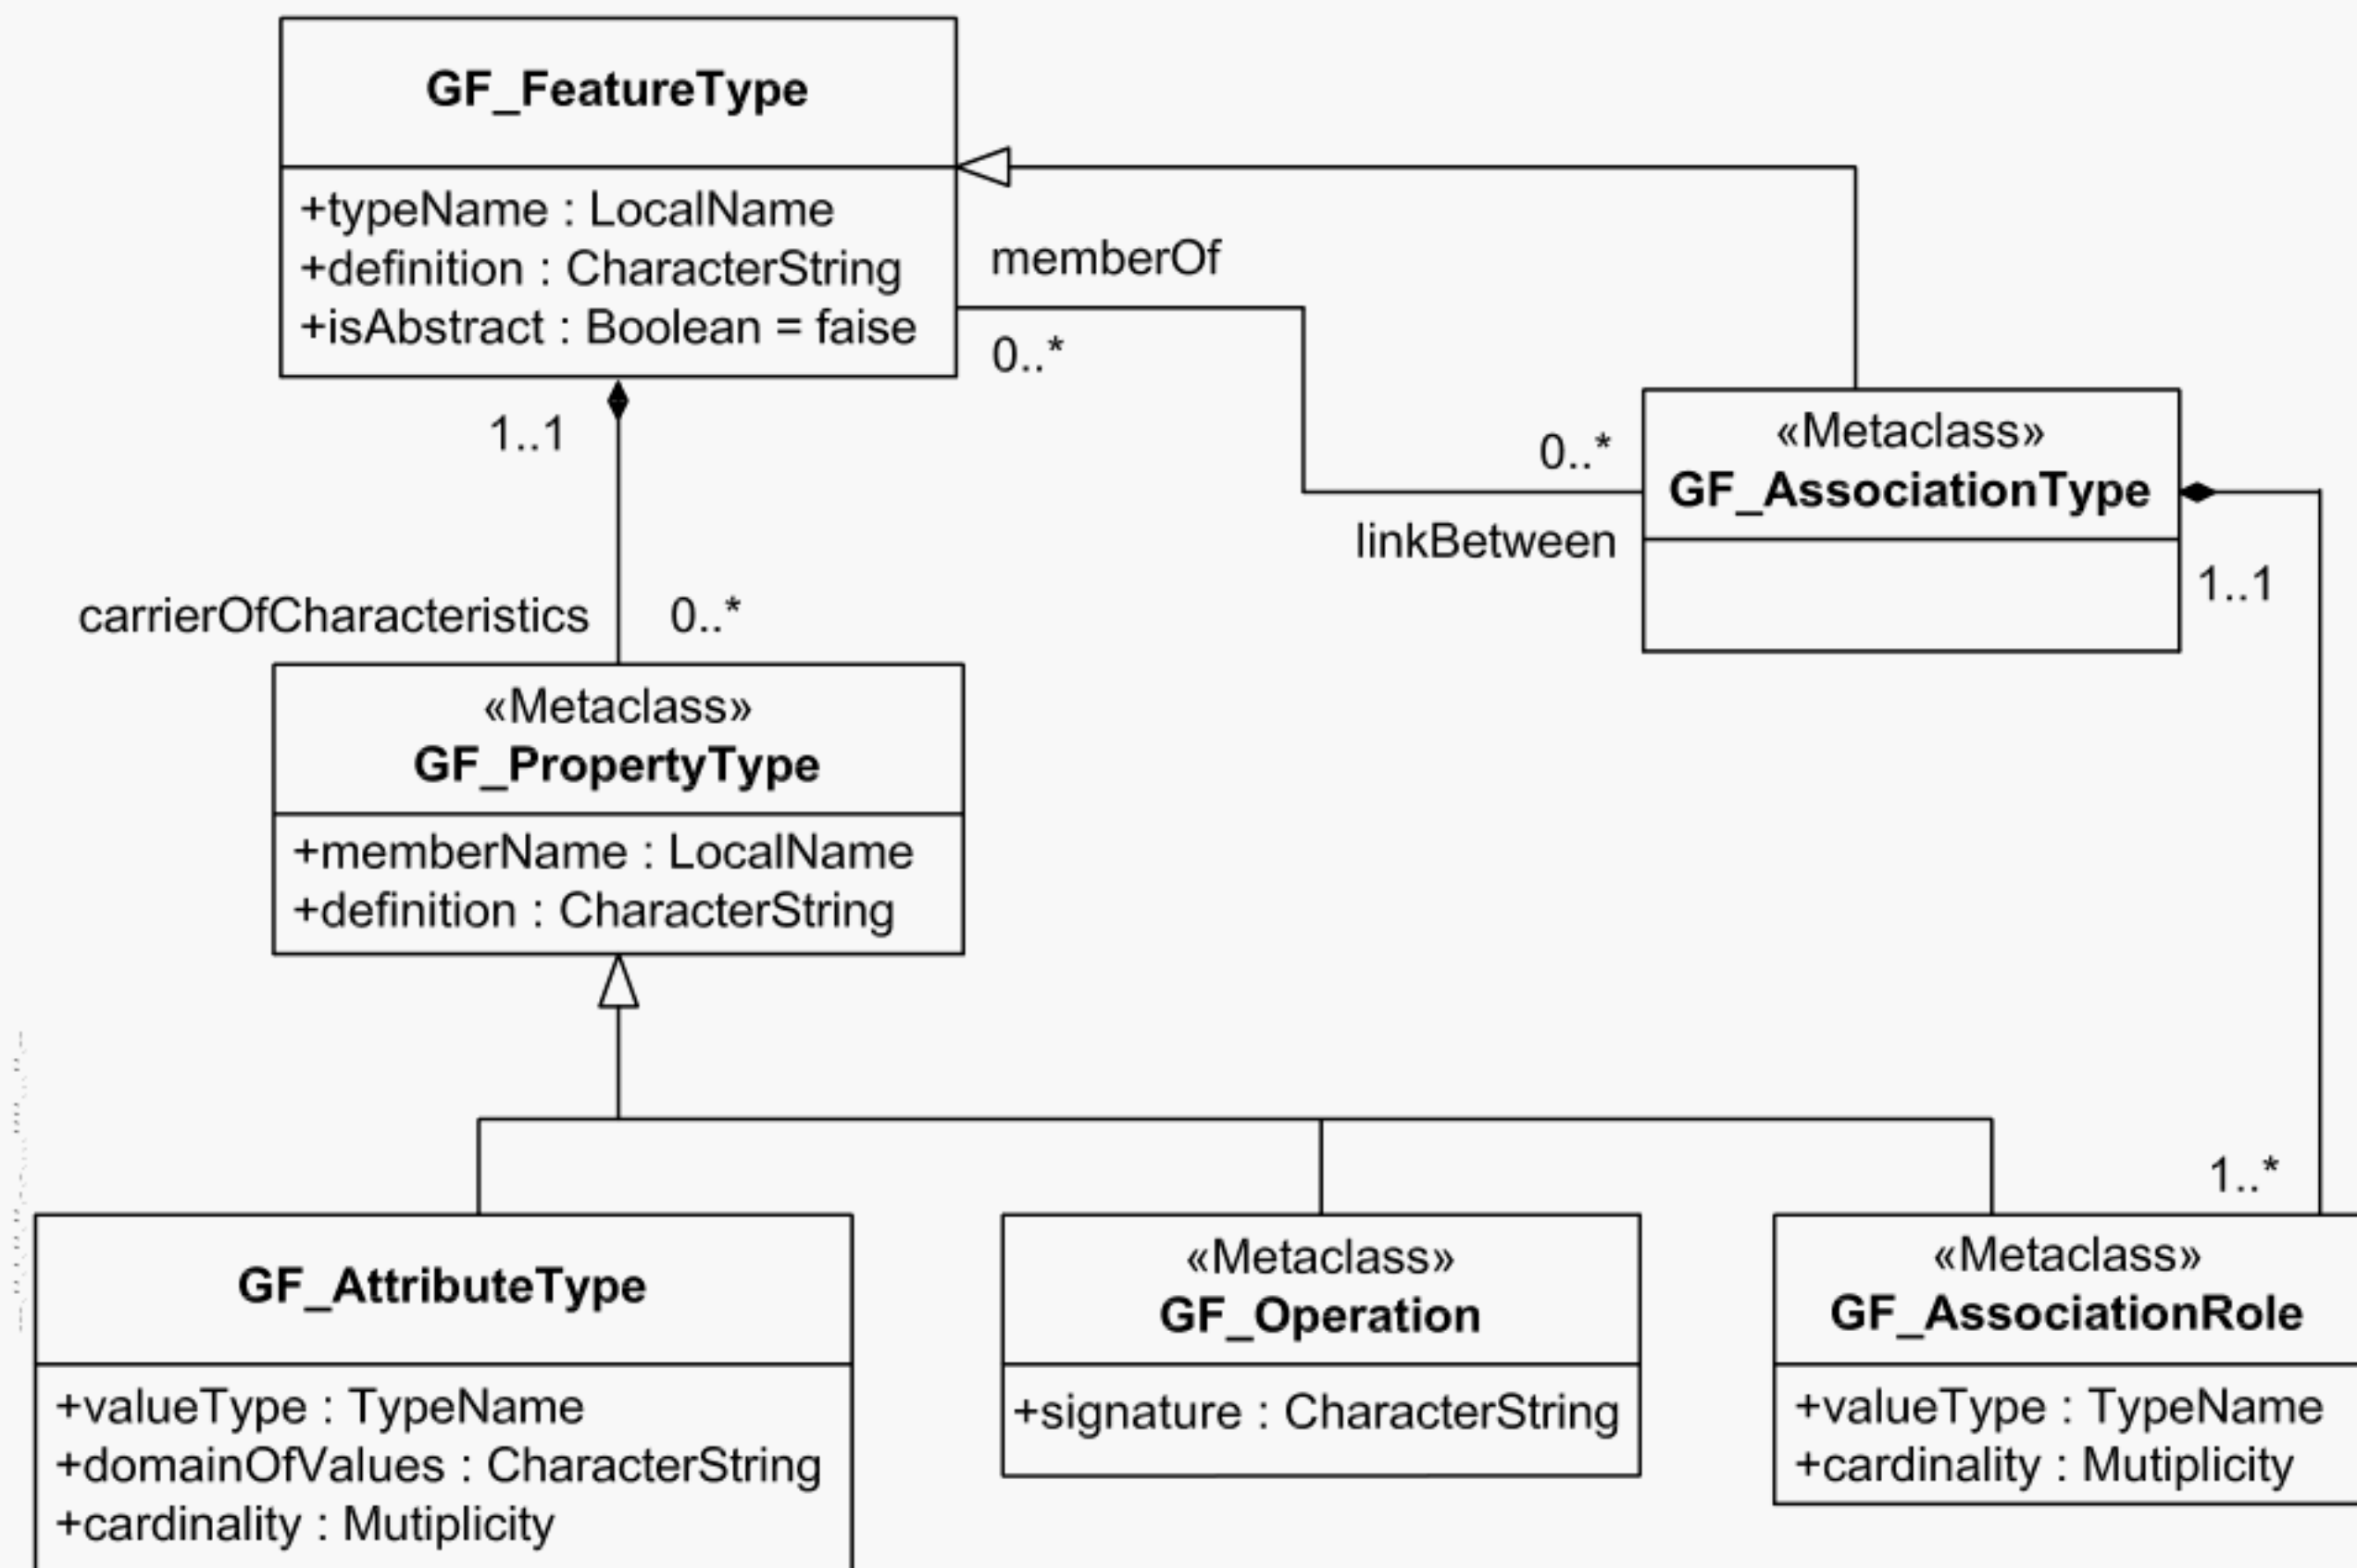 GF_FeatureType
+typeName : LocalName
+definition : CharacterString
+isAbstract : Boolean = faise
memberOf
0..*
1..1
0..*
«Metaclass»
GF_AssociationType
linkBetween
1..1
carrierOfCharacteristics
0..*
«Metaclass»
GF_PropertyType
+memberName : LocalName
+definition : CharacterString
1..*
GF_AttributeType
+valueType : TypeName
+domainOfValues : CharacterString
+cardinality : Mutiplicity
«Metaclass»
GF_Operation
+signature : CharacterString
«Metaclass»
GF_AssociationRole
+valueType : TypeName
+cardinality : Mutiplicity